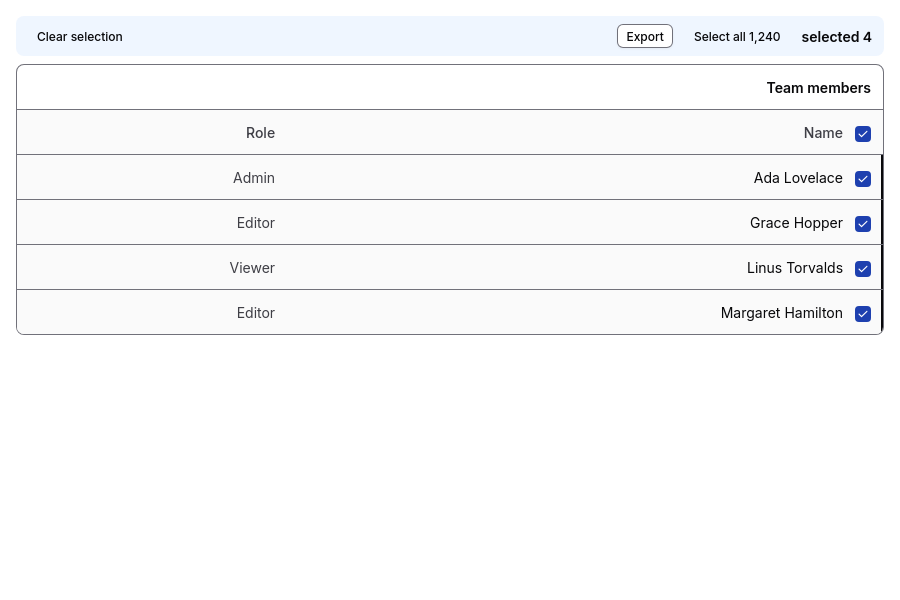 selected 4
Select all 1,240
Export
Clear selection
Team members
Name
Role
Ada Lovelace
Admin
Grace Hopper
Editor
Linus Torvalds
Viewer
Margaret Hamilton
Editor